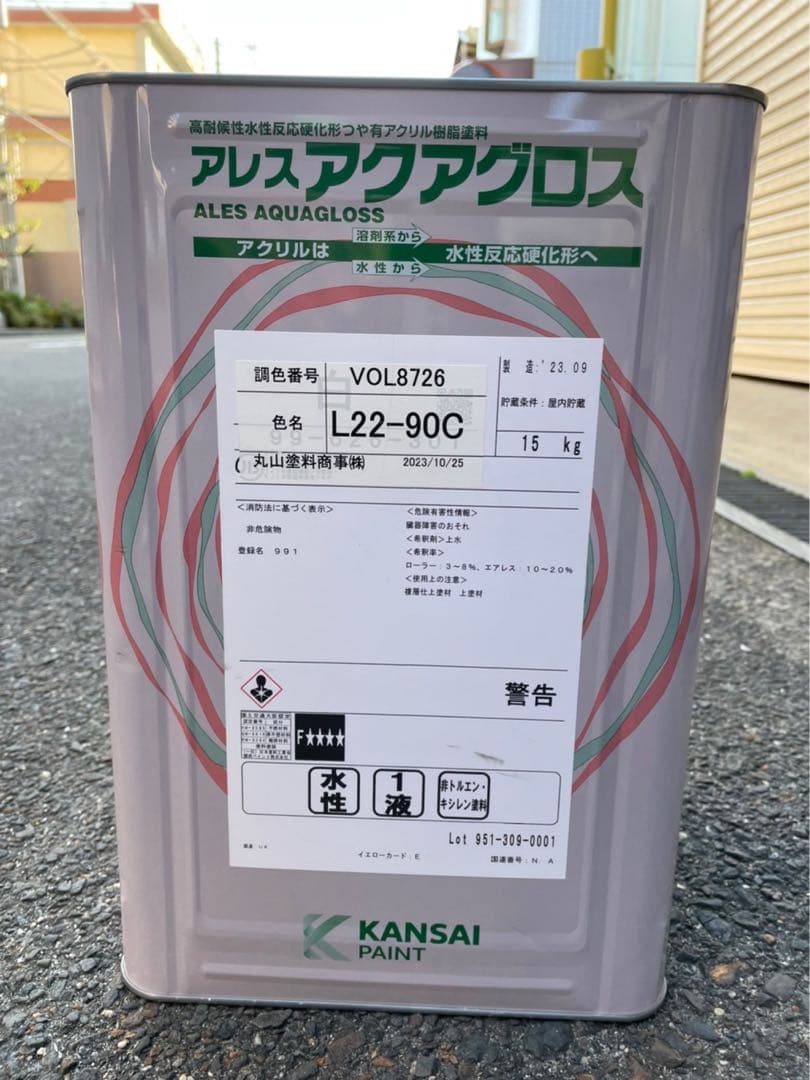 高耐候性水性反応硬化形つや有アクリル樹脂塗料
アレスアクアグロス
ALES AQUAGLOSS
溶剤系から
アクリルは 水性反応硬化形へ
水性から
調色番号 VOL8726
製 造:'23.09
貯蔵条件:屋内貯蔵
色名 L22-90C
15 kg
丸山塗料商事㈱ 2023/10/25
<消防法に基づく表示>
非危険物
登録名 991
<危険有害性情報>
臓器障害のおそれ
<希釈剤>上水
<希釈率>
ローラー:3~8%、エアレス:10~20%
<使用上の注意>
複層仕上塗材 上塗材
警告
F★★★★
水性
1液
非トルエン・
キシレン塗料
Lot 951-309-0001
イエローカード:E
国連番号:N. A
KANSAI
PAINT